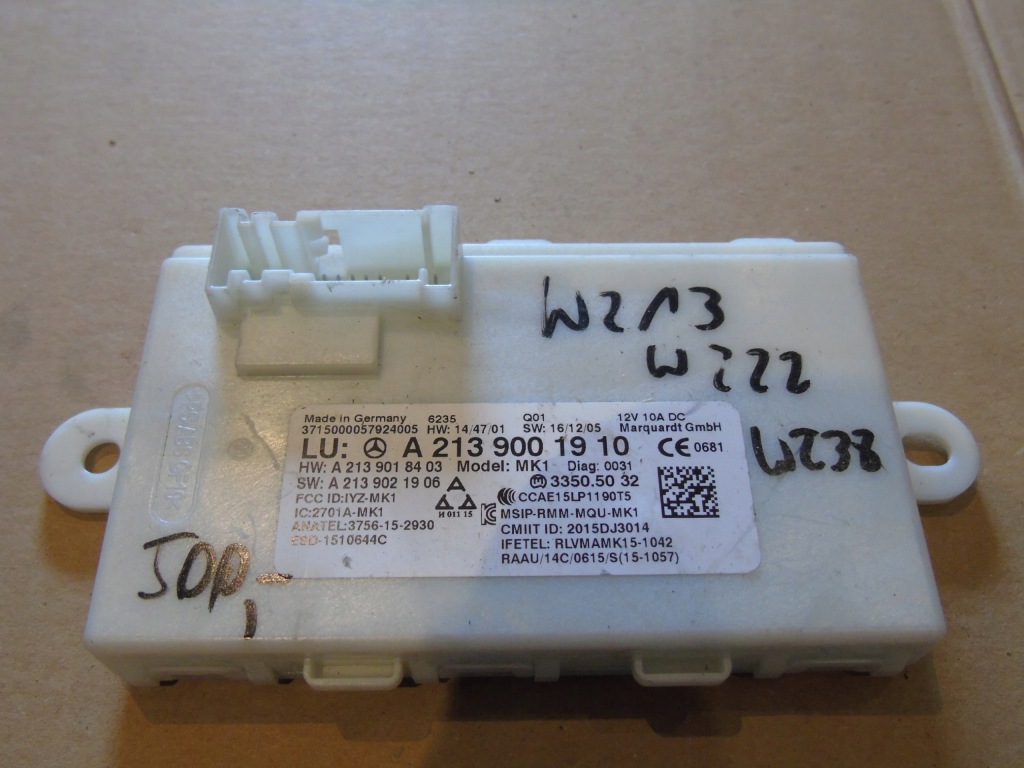 W213
W222
W238
Made in Germany 6235 Q01 12V 10A DC
3715000057924005 HW: 14/47/01 SW: 16/12/05 Marquardt GmbH
LU: A 213 900 19 10 CE 0681
HW: A 213 901 84 03 Model: MK1 Diag: 0031
SW: A 213 902 19 06 3350.50 32
FCC ID:IYZ-MK1 CCAE15LP1190T5
IC:2701A-MK1 И 011 15 MSIP-RMM-MQU-MK1
ANATEL:3756-15-2930 CMIIT ID: 2015DJ3014
ESD-1510644C IFETEL: RLVMAMK15-1042
RAAU/14C/0615/S(15-1057)